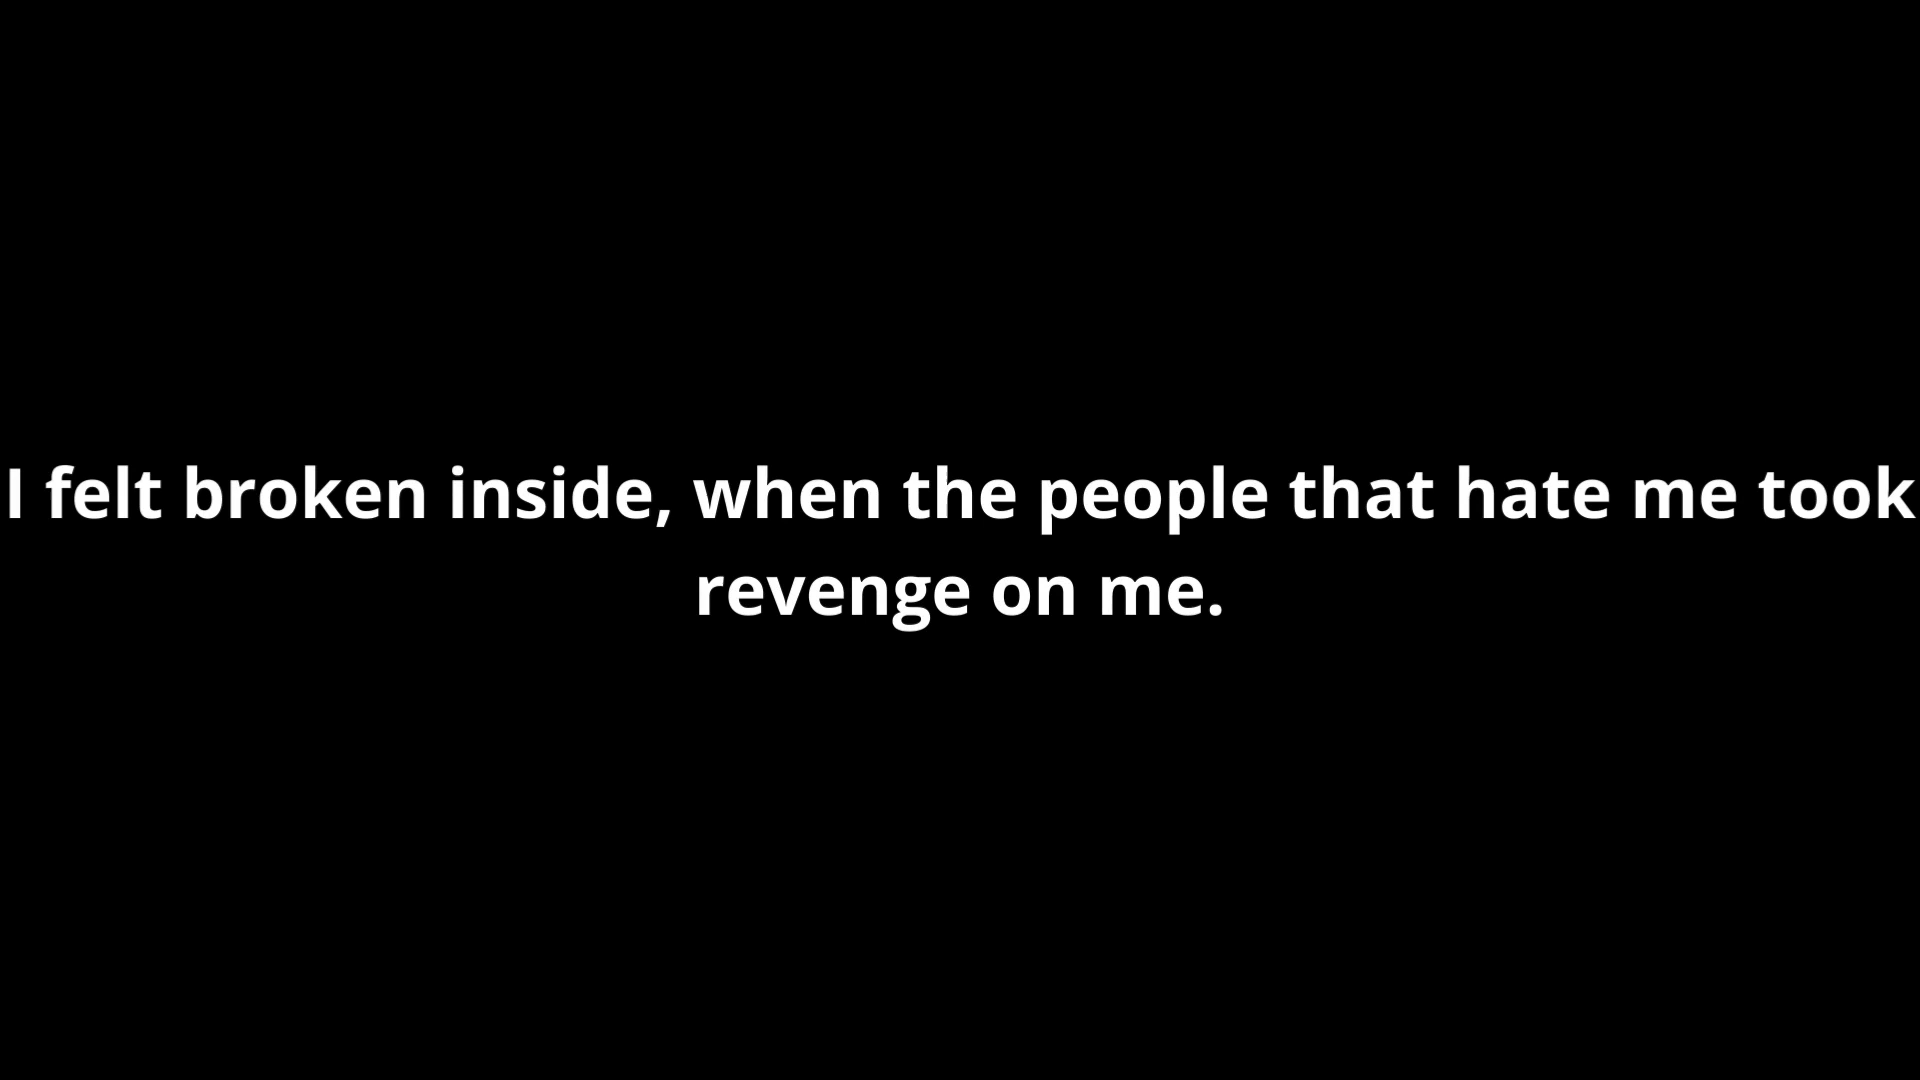 I felt broken inside, when the people that hate me took
revenge on me.